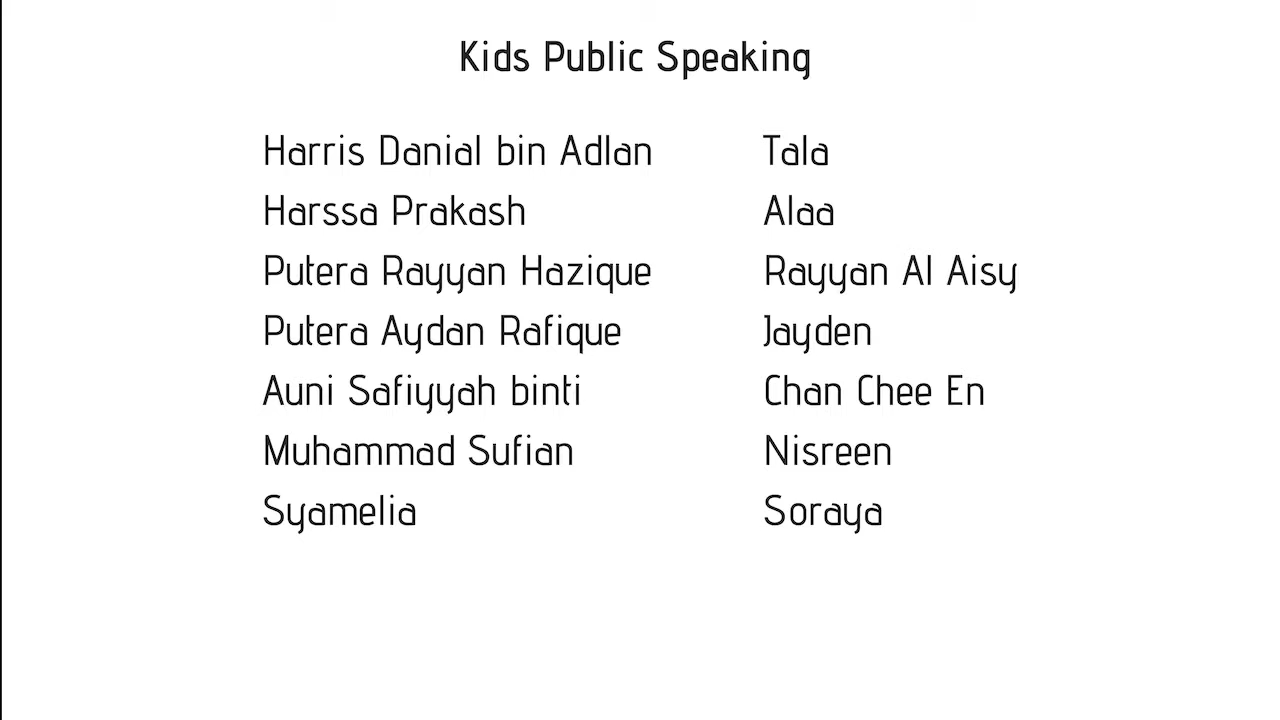 Kids Public Speaking
Harris Danial bin Adlan
Harssa Prakash
Putera Rayyan Hazique
Putera Aydan Rafique
Auni Safiyyah binti
Muhammad Sufian
Syamelia
Tala
Alaa
Rayyan Al Aisy
Jayden
Chan Chee En
Nisreen
Soraya